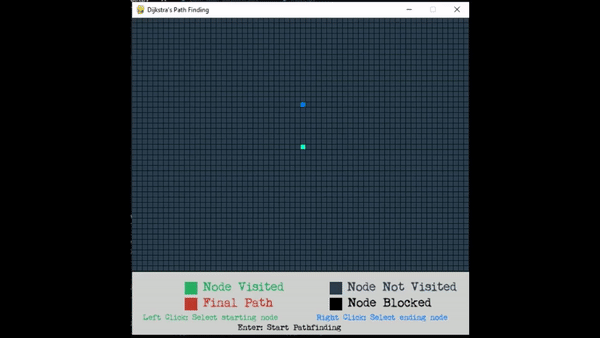 Dijkstra's Path Finding
Node Visited Node Not Visited
Final Path Node Blocked
Left Click: Select starting node Right Click: Select ending node
Enter: Start Pathfinding